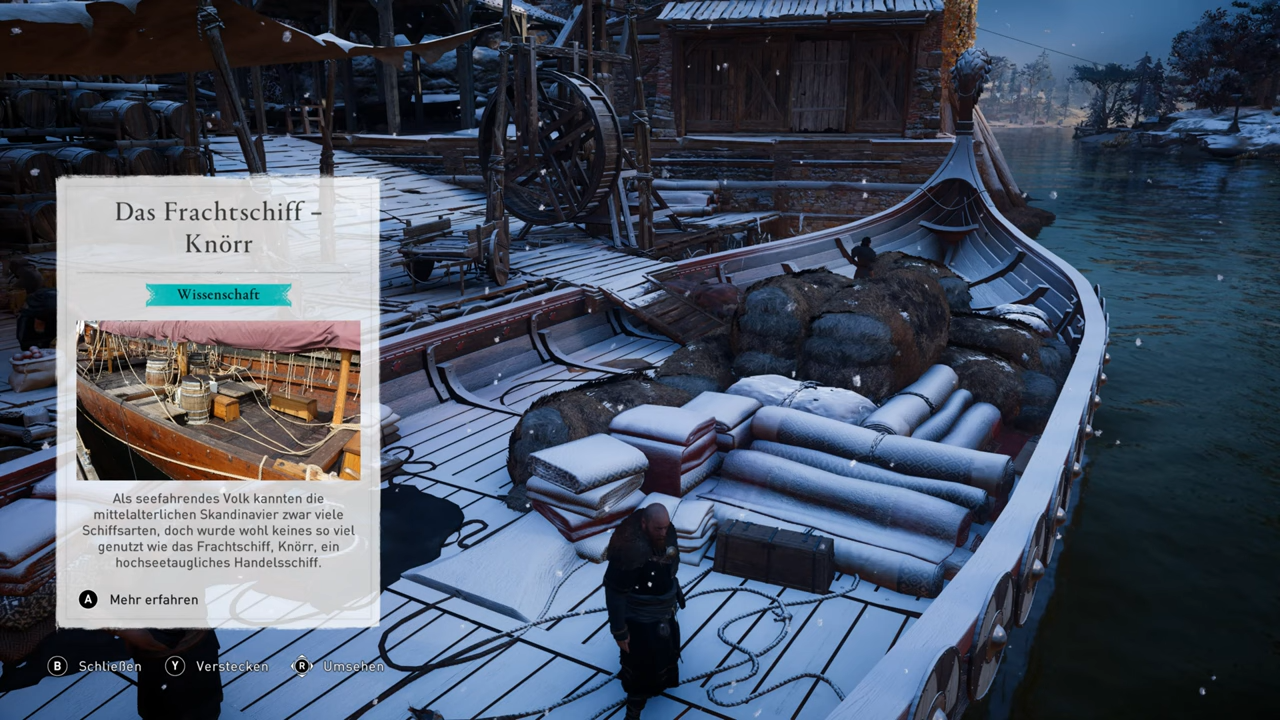 Das Frachtschiff –
Knörr
Wissenschaft
Als seefahrendes Volk kannten die
mittelalterlichen Skandinavier zwar viele
Schiffsarten, doch wurde wohl keines so viel
genutzt wie das Frachtschiff, Knörr, ein
hochseetaugliches Handelsschiff.
A Mehr erfahren
B Schließen Y Verstecken R Umsehen